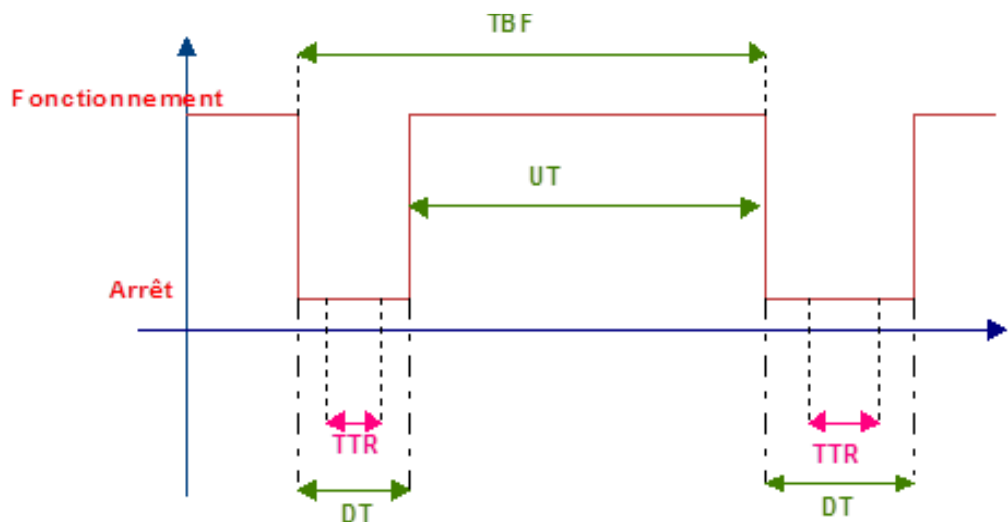 TBF
Fonctionnement
UT
Arrêt
TTR
TTR
DT
DT